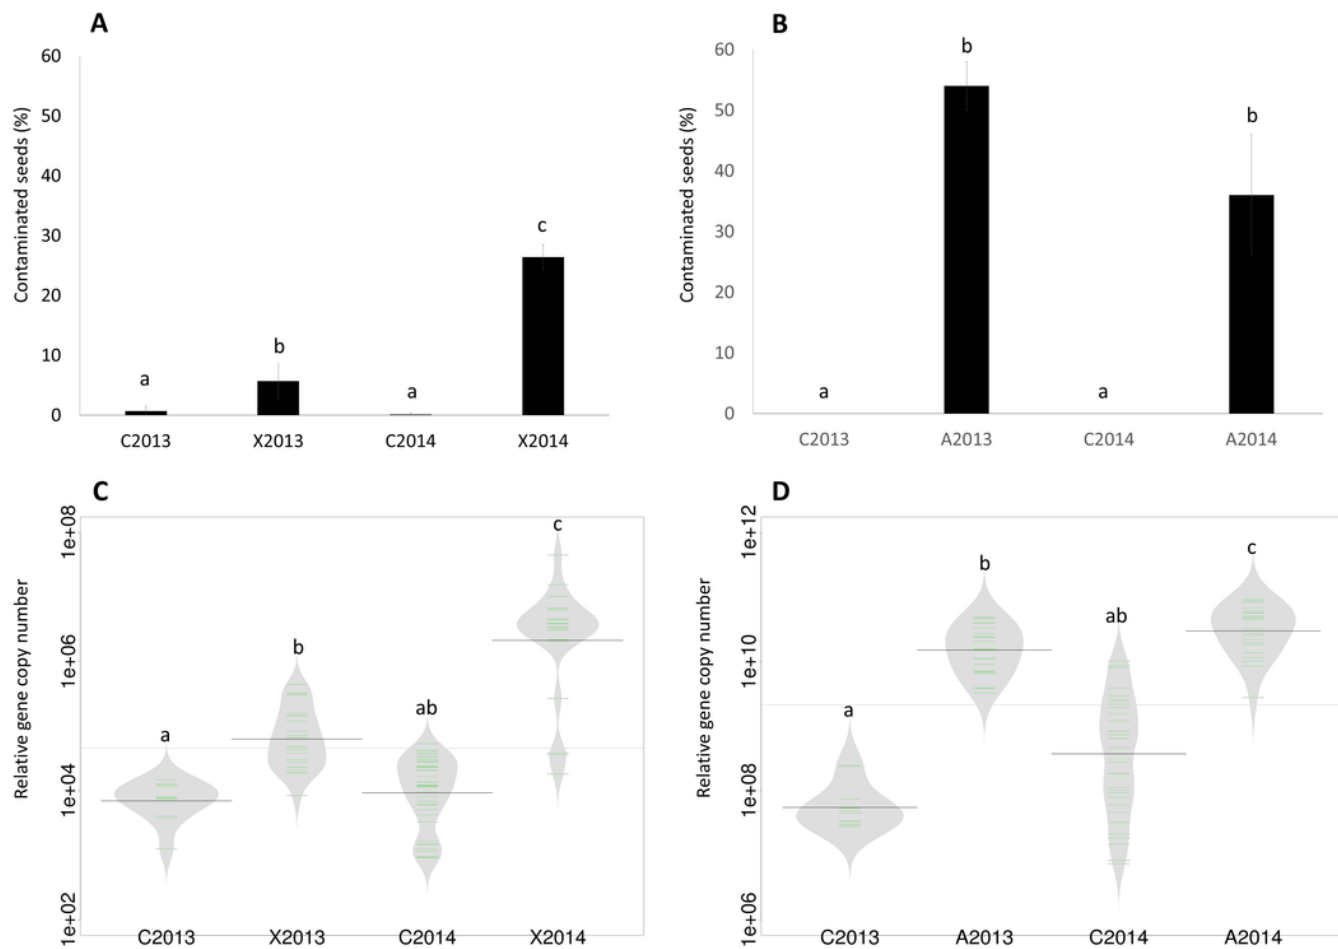 A
Contaminated seeds (%)
60
50
40
30
20
10
0
a
b
a
c
C2013 X2013 C2014 X2014
B
Contaminated seeds (%)
60
50
40
30
20
10
0
a
b
a
b
C2013 A2013 C2014 A2014
C
Relative gene copy number
1e+08
1e+06
1e+04
1e+02
a
b
ab
c
C2013 X2013 C2014 X2014
D
Relative gene copy number
1e+12
1e+10
1e+08
1e+06
a
b
ab
c
C2013 A2013 C2014 A2014